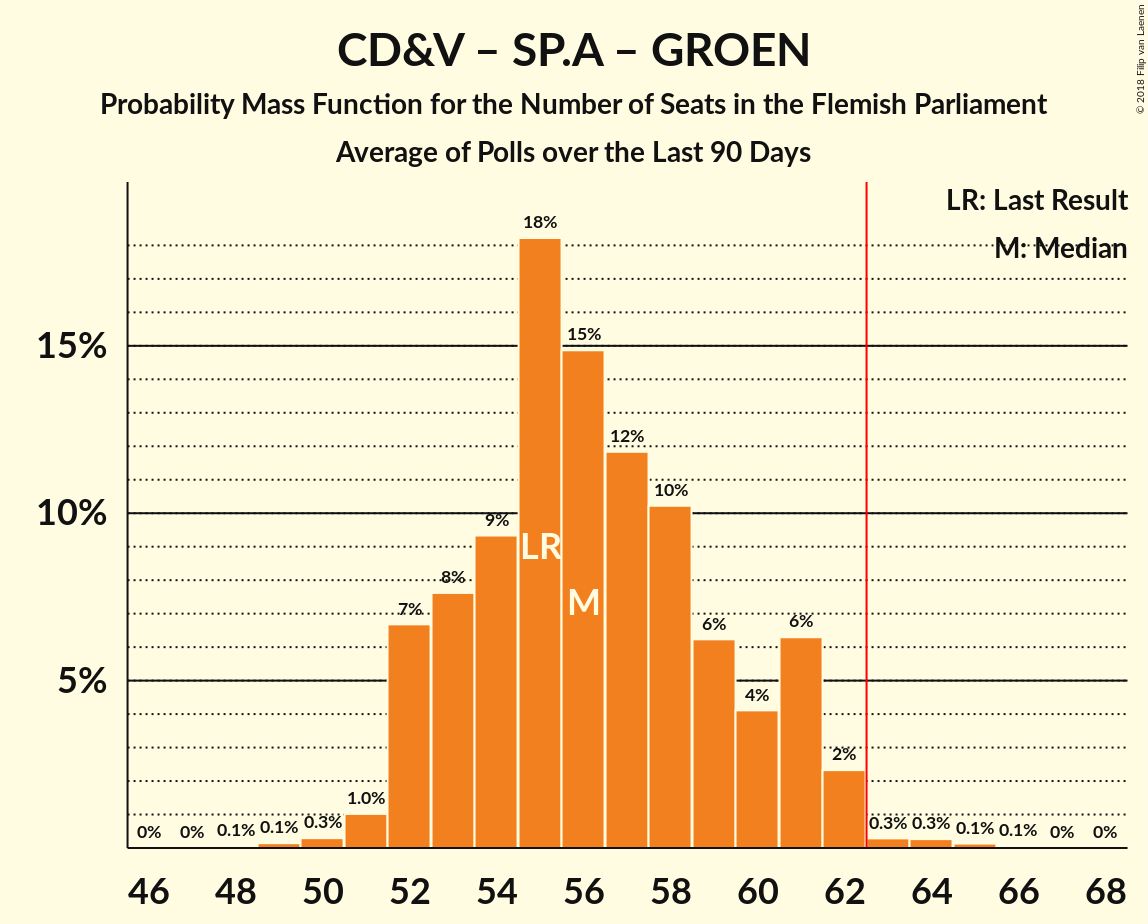 CD&V – SP.A – GROEN
Probability Mass Function for the Number of Seats in the Flemish Parliament
Average of Polls over the Last 90 Days
© 2018 Filip van Laenen
LR: Last Result
M: Median
15%
10%
5%
0% 0% 0.1% 0.1% 0.3% 1.0% 7% 8% 9% 18% 15% 12% 10% 6% 4% 6% 2% 0.3% 0.3% 0.1% 0.1% 0% 0%
LR
M
46 48 50 52 54 56 58 60 62 64 66 68